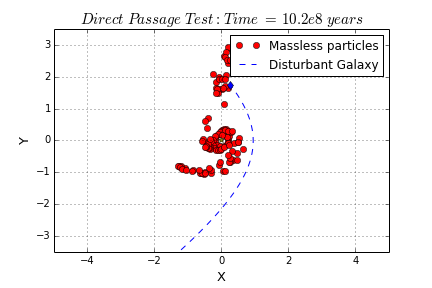 Direct Passage Test : Time = 10.2e8 years
Massless particles
Disturbant Galaxy
Y
3
2
1
0
−1
−2
−3
−4
−2
0
2
4
X